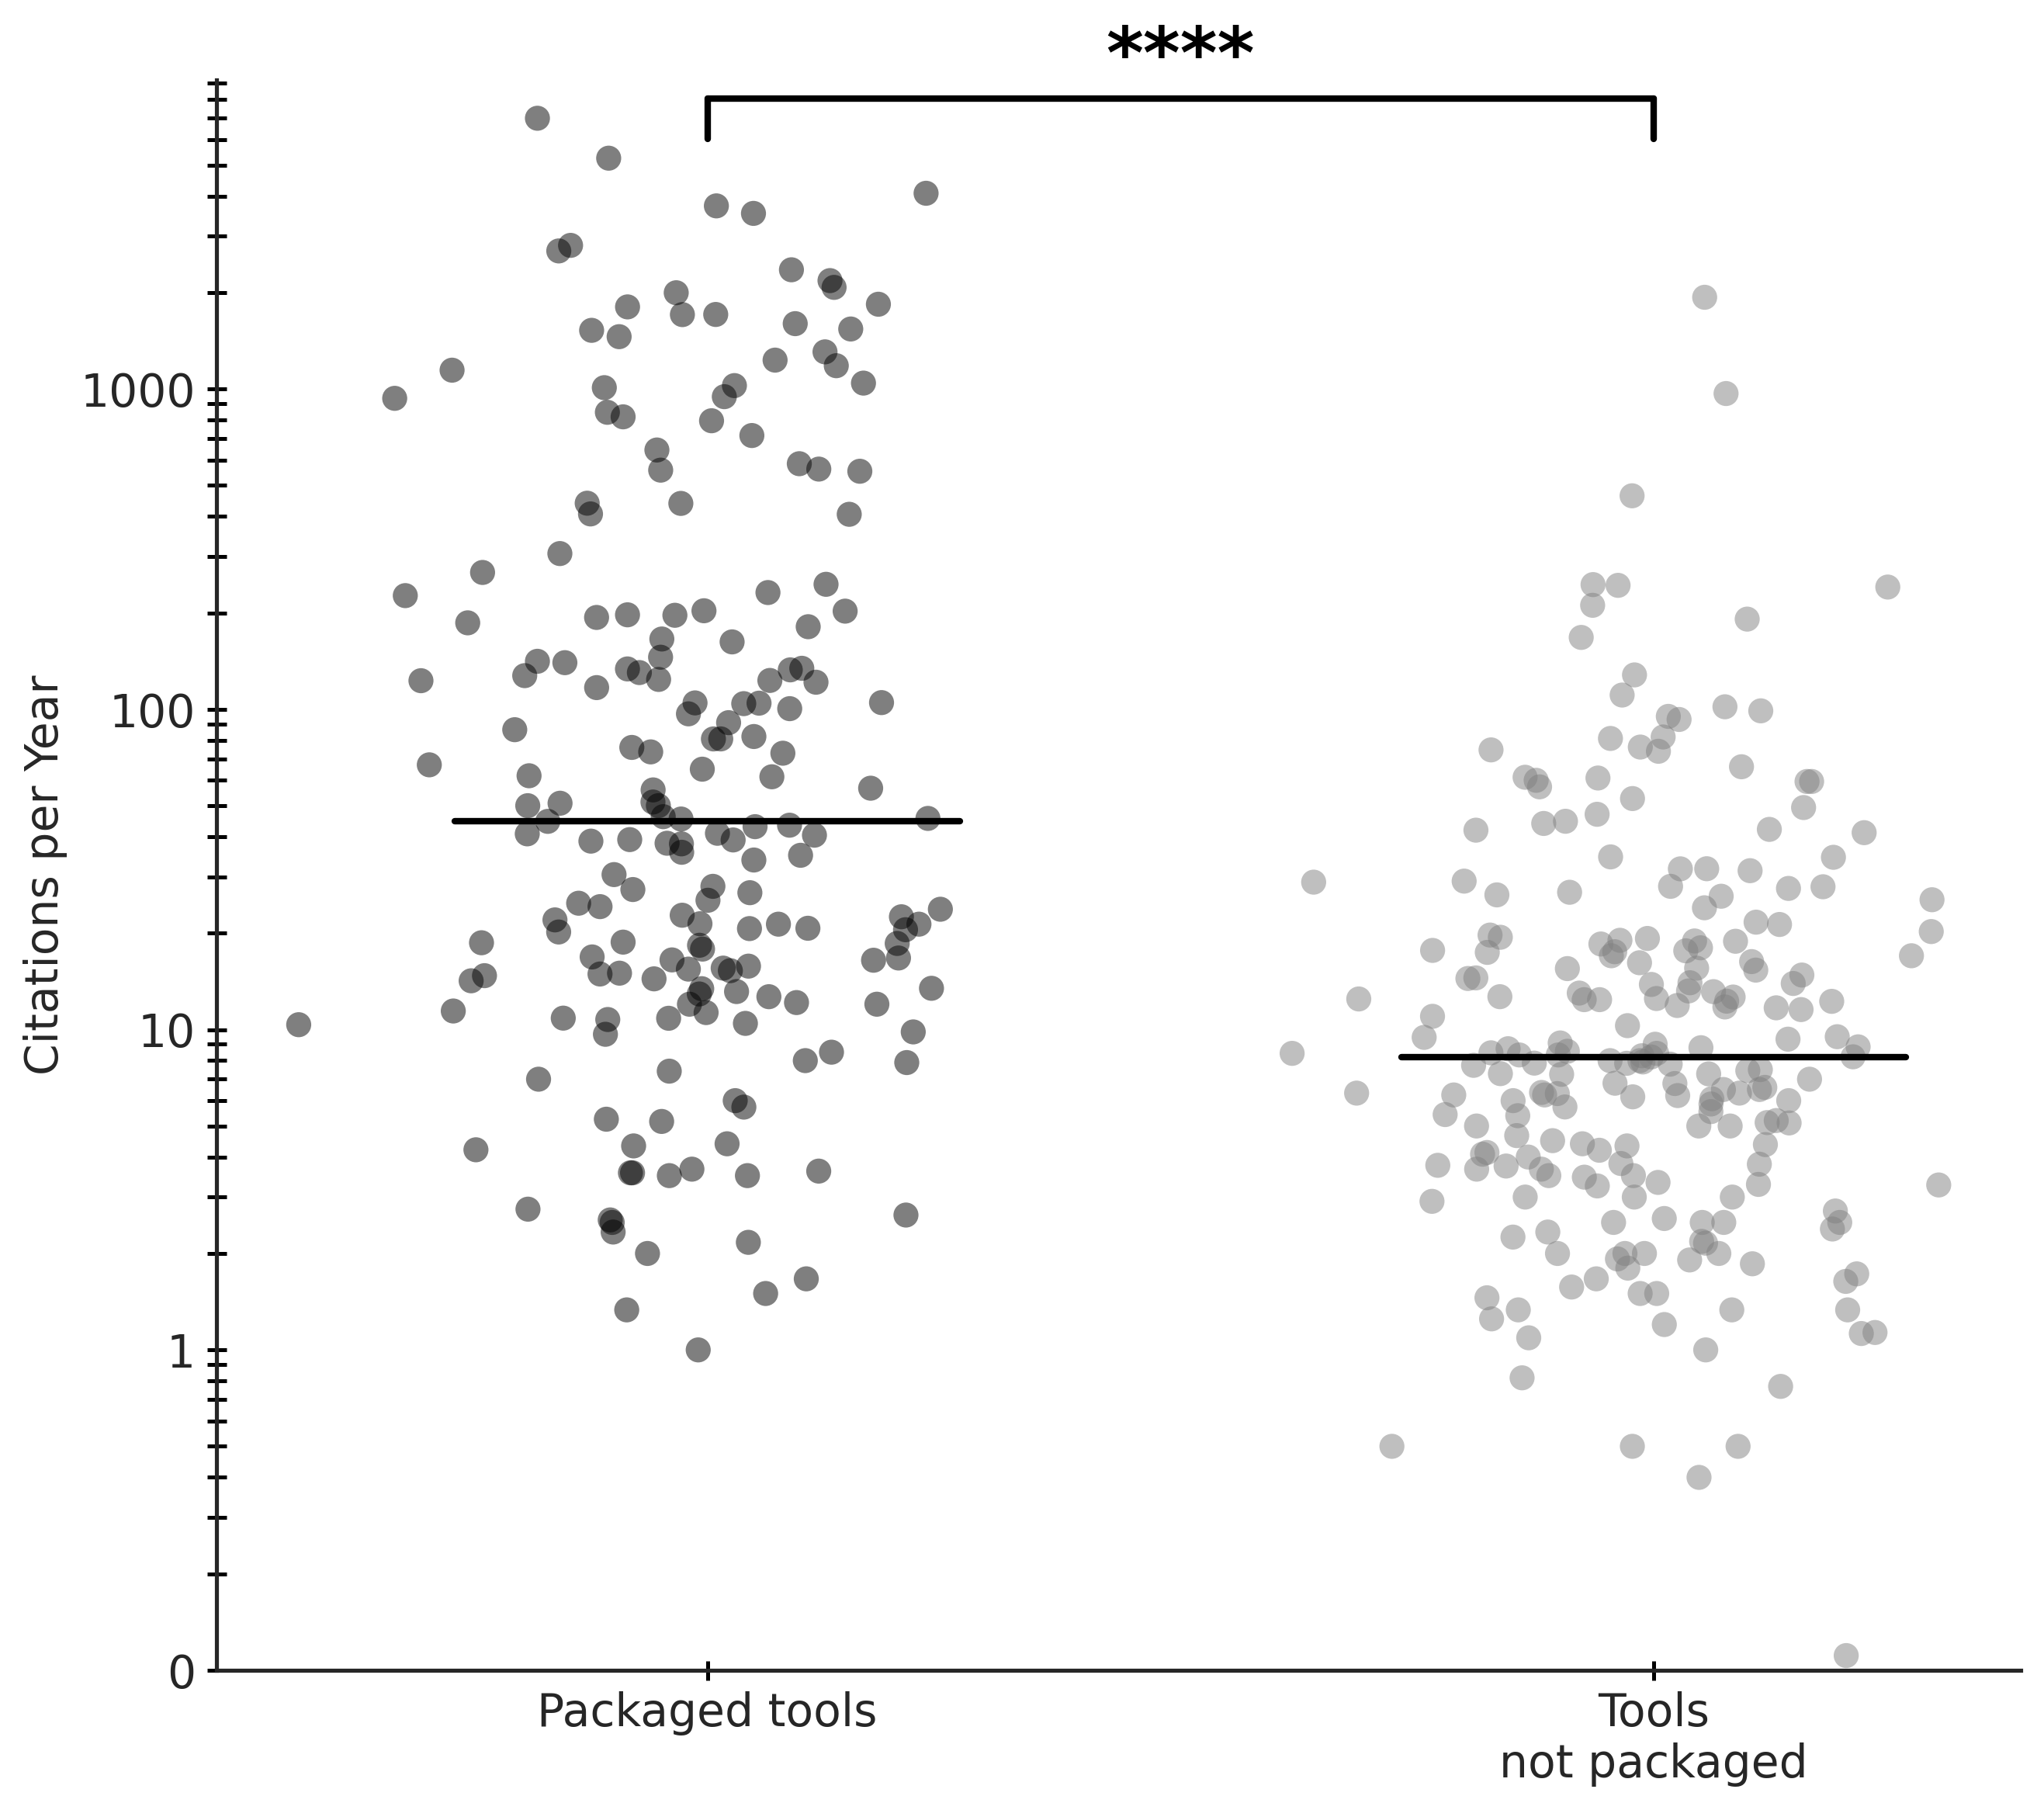 ****
1000
100
10
1
0
Citations per Year
Packaged tools
Tools
not packaged